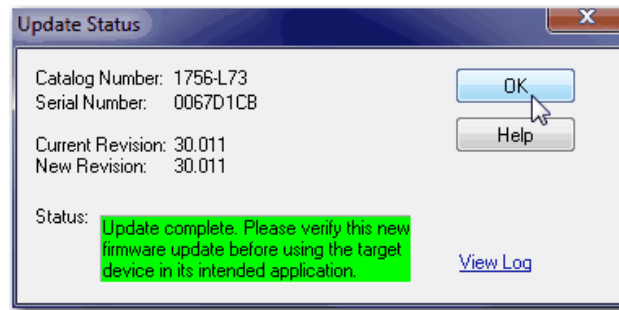 Update Status
X
Catalog Number: 1756-L73
Serial Number: 0067D1CB
OK
Current Revision: 30.011
New Revision: 30.011
Help
Status:
Update complete. Please verify this new
firmware update before using the target
device in its intended application.
View Log